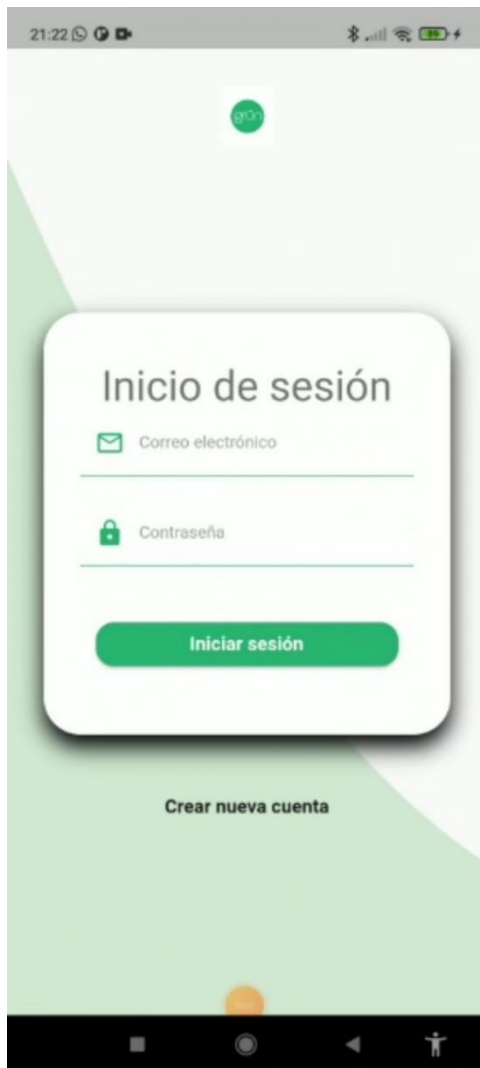 21:22
grün
Inicio de sesión
Correo electrónico
Contraseña
Iniciar sesión
Crear nueva cuenta